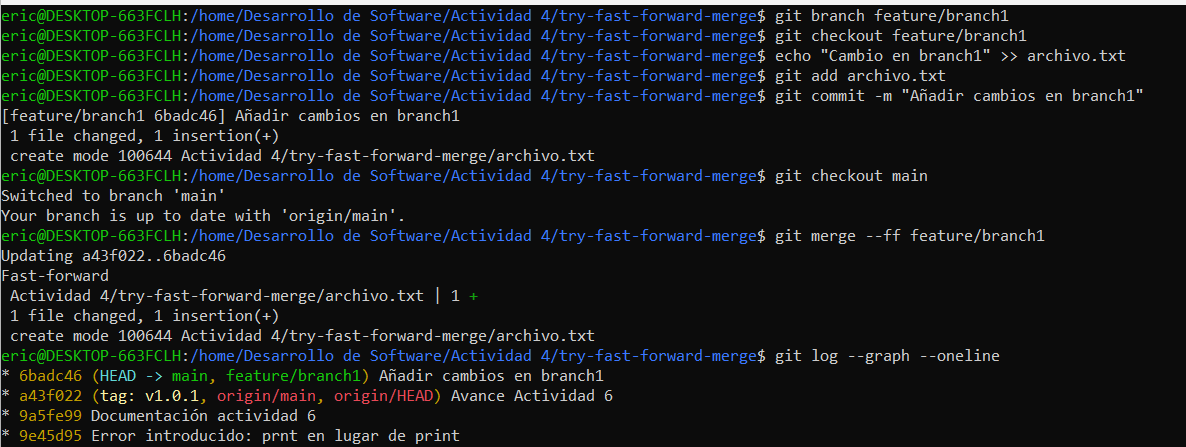 eric@DESKTOP-663FCLH:/home/Desarrollo de Software/Actividad 4/try-fast-forward-merge$ git branch feature/branch1
eric@DESKTOP-663FCLH:/home/Desarrollo de Software/Actividad 4/try-fast-forward-merge$ git checkout feature/branch1
eric@DESKTOP-663FCLH:/home/Desarrollo de Software/Actividad 4/try-fast-forward-merge$ echo "Cambio en branch1" >> archivo.txt
eric@DESKTOP-663FCLH:/home/Desarrollo de Software/Actividad 4/try-fast-forward-merge$ git add archivo.txt
eric@DESKTOP-663FCLH:/home/Desarrollo de Software/Actividad 4/try-fast-forward-merge$ git commit -m "Añadir cambios en branch1"
[feature/branch1 6badc46] Añadir cambios en branch1
 1 file changed, 1 insertion(+)
 create mode 100644 Actividad 4/try-fast-forward-merge/archivo.txt
eric@DESKTOP-663FCLH:/home/Desarrollo de Software/Actividad 4/try-fast-forward-merge$ git checkout main
Switched to branch 'main'
Your branch is up to date with 'origin/main'.
eric@DESKTOP-663FCLH:/home/Desarrollo de Software/Actividad 4/try-fast-forward-merge$ git merge --ff feature/branch1
Updating a43f022..6badc46
Fast-forward
 Actividad 4/try-fast-forward-merge/archivo.txt | 1 +
 1 file changed, 1 insertion(+)
 create mode 100644 Actividad 4/try-fast-forward-merge/archivo.txt
eric@DESKTOP-663FCLH:/home/Desarrollo de Software/Actividad 4/try-fast-forward-merge$ git log --graph --oneline
* 6badc46 (HEAD -> main, feature/branch1) Añadir cambios en branch1
* a43f022 (tag: v1.0.1, origin/main, origin/HEAD) Avance Actividad 6
* 9a5fe99 Documentación actividad 6
* 9e45d95 Error introducido: prnt en lugar de print